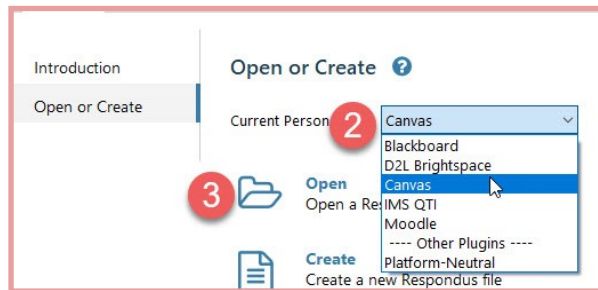 Introduction
Open or Create
Open or Create ?
Current Person
2
Canvas
Blackboard
D2L Brightspace
Canvas
IMS QTI
Moodle
---- Other Plugins ----
Platform-Neutral
3
Open
Open a Res
Create
Create a new Respondus file